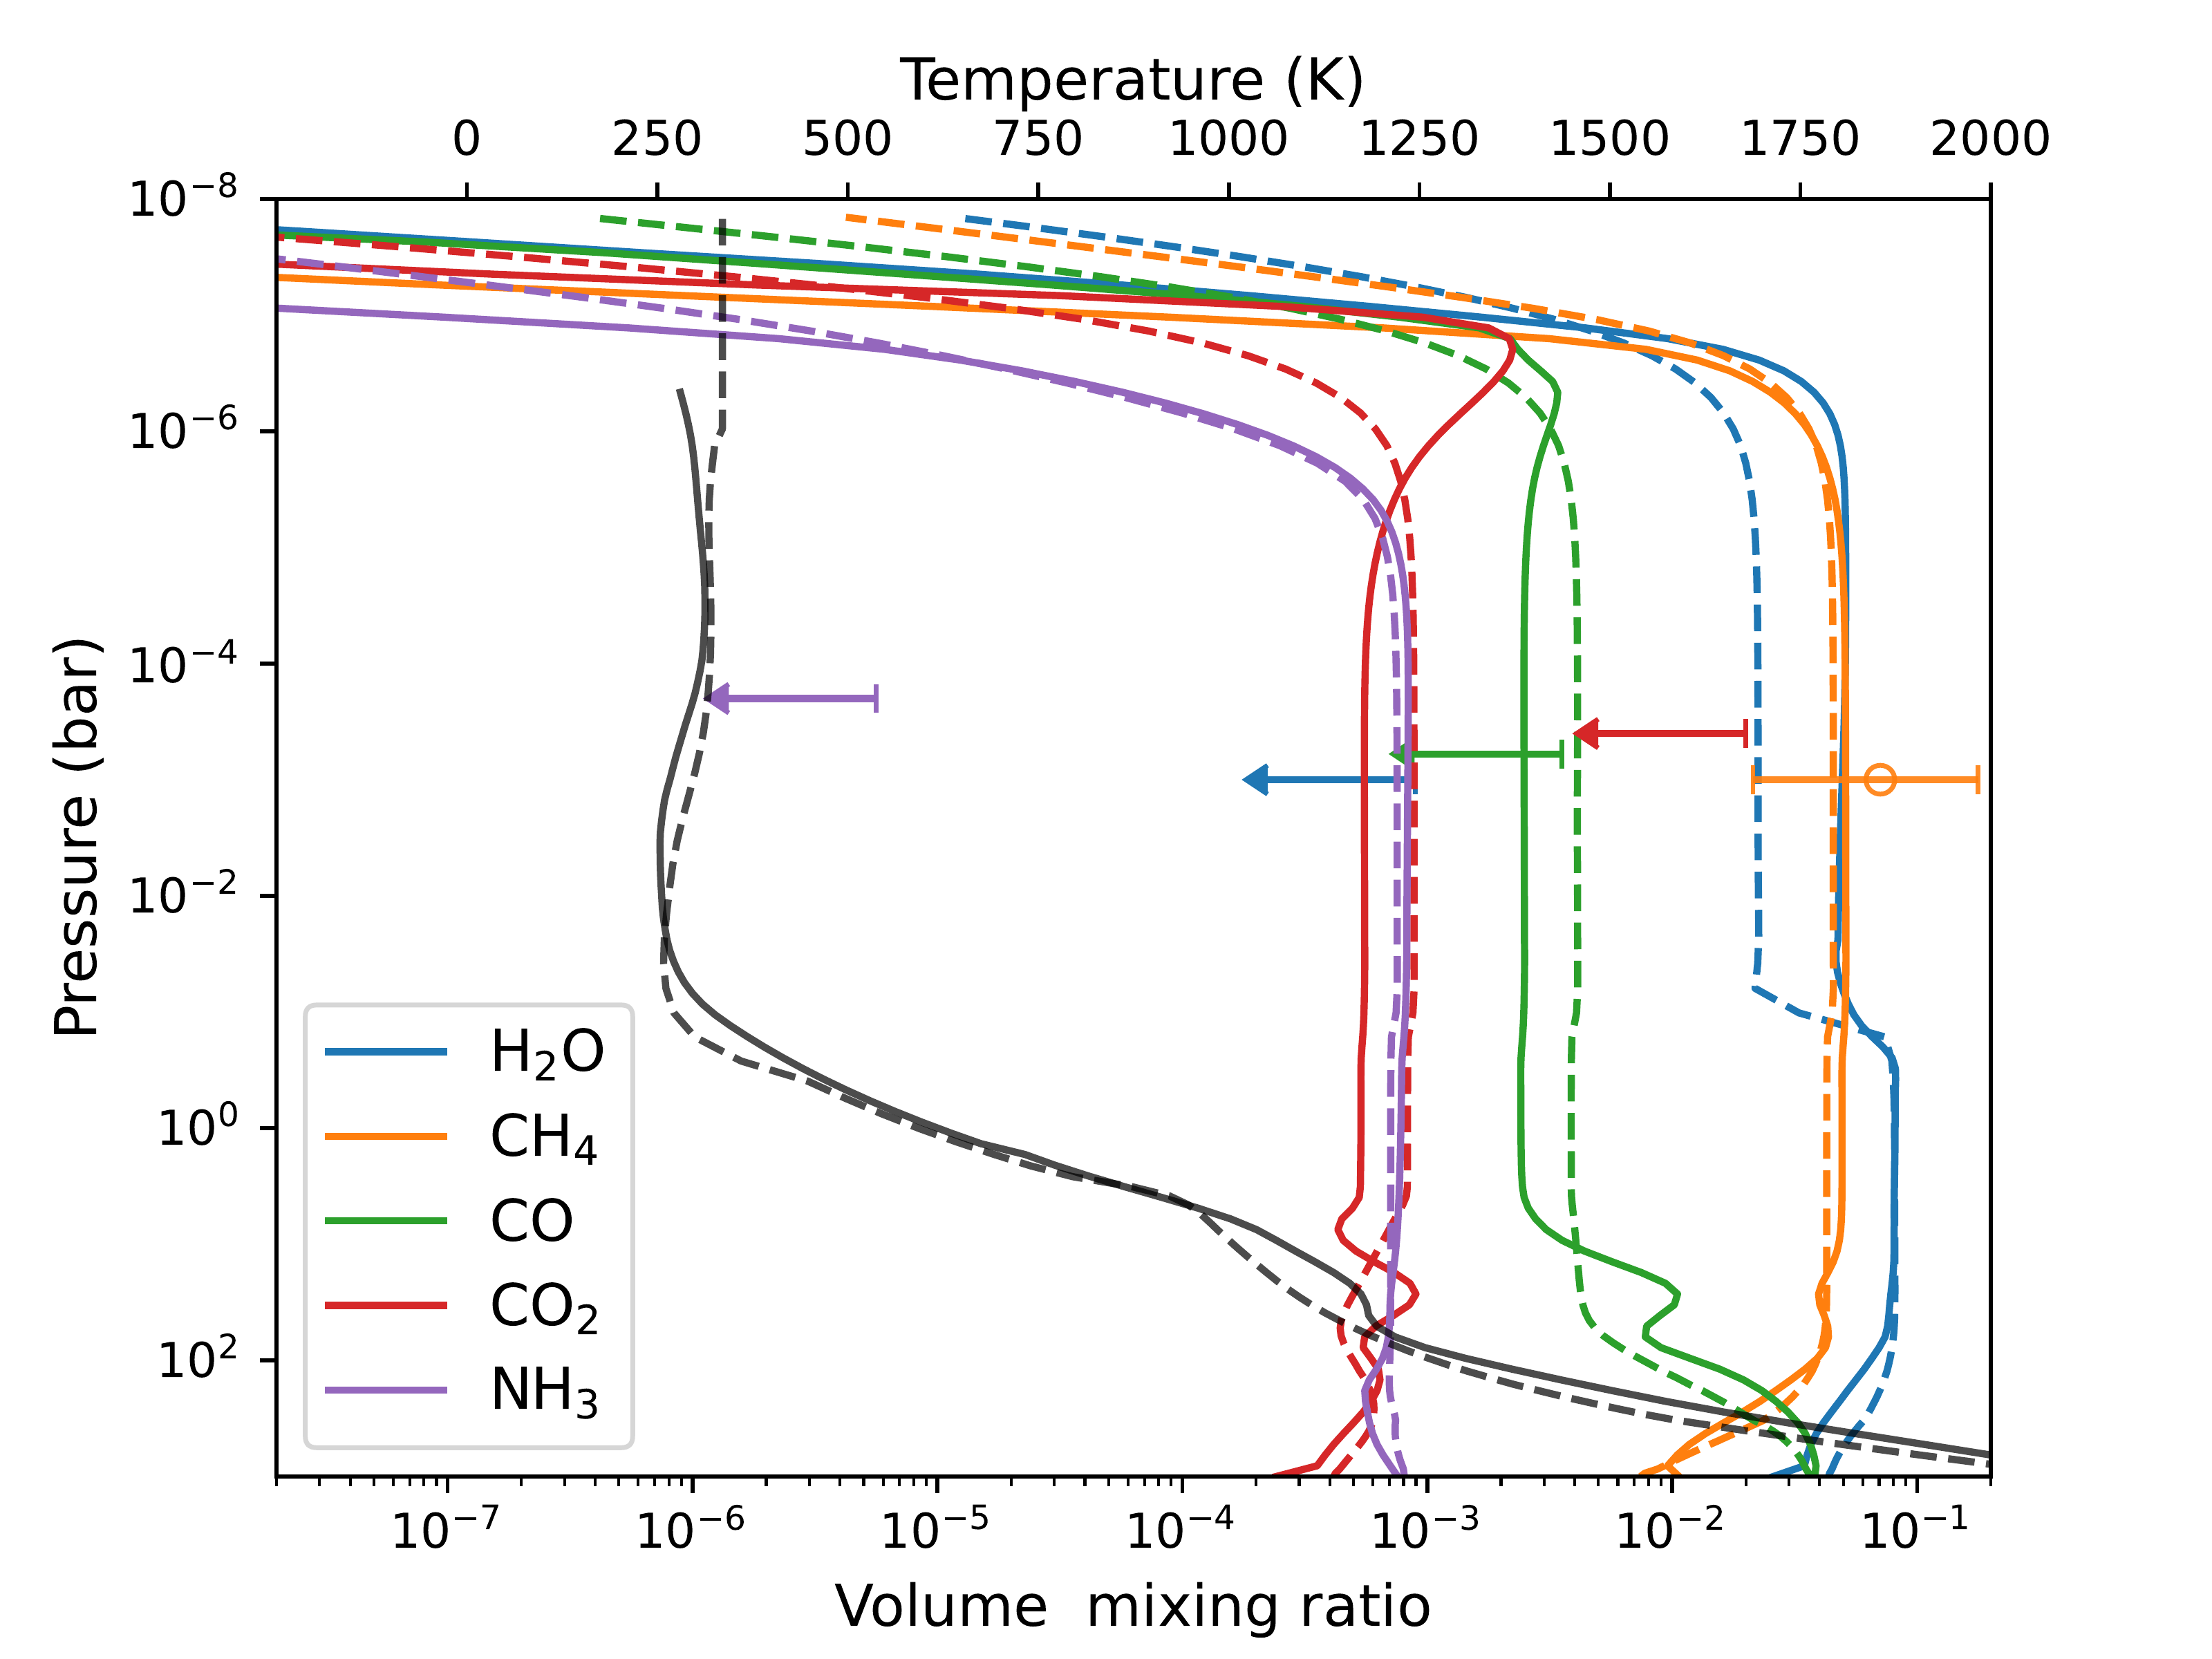 Temperature (K)
0 250 500 750 1000 1250 1500 1750 2000
10⁻⁸
10⁻⁶
10⁻⁴
10⁻²
10⁰
10²
Pressure (bar)
H₂O
CH₄
CO
CO₂
NH₃
10⁻⁷ 10⁻⁶ 10⁻⁵ 10⁻⁴ 10⁻³ 10⁻² 10⁻¹
Volume mixing ratio